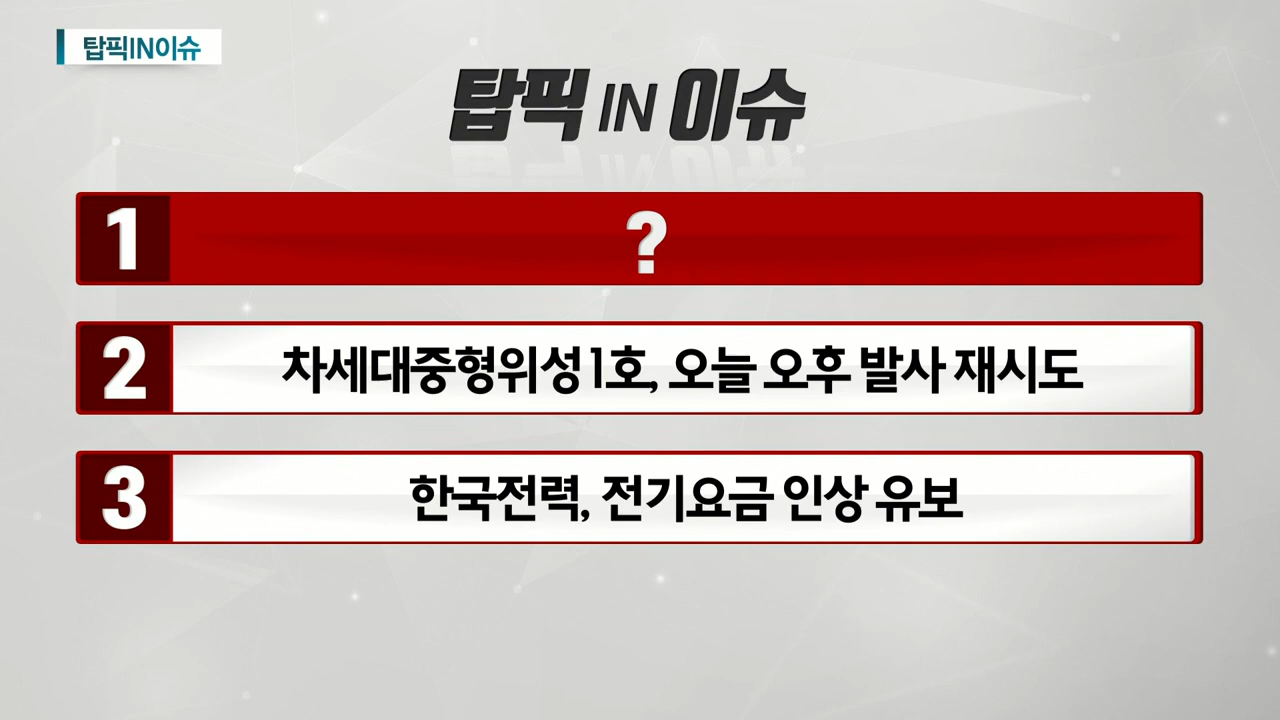 탑픽IN이슈
탑픽 IN 이슈
1 ?
2 차세대중형위성1호, 오늘 오후 발사 재시도
3 한국전력, 전기요금 인상 유보